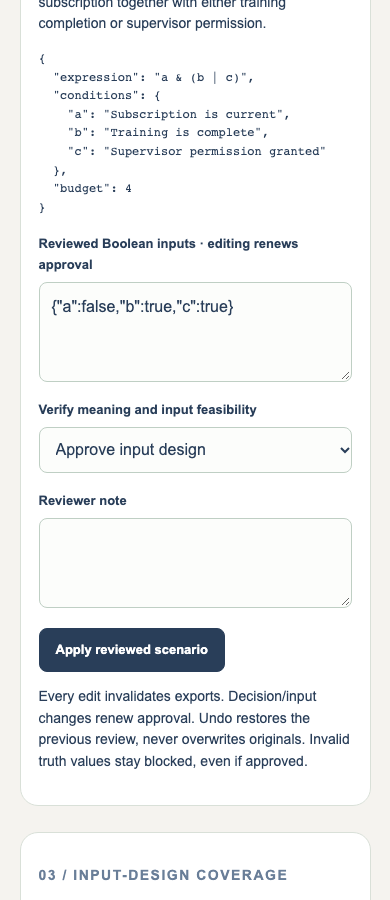 subscription together with either training
completion or supervisor permission.
{
  "expression": "a & (b | c)",
  "conditions": {
    "a": "Subscription is current",
    "b": "Training is complete",
    "c": "Supervisor permission granted"
  },
  "budget": 4
}
Reviewed Boolean inputs · editing renews
approval
{"a":false,"b":true,"c":true}
Verify meaning and input feasibility
Approve input design
Reviewer note
Apply reviewed scenario
Every edit invalidates exports. Decision/input
changes renew approval. Undo restores the
previous review, never overwrites originals. Invalid
truth values stay blocked, even if approved.
03 / INPUT-DESIGN COVERAGE